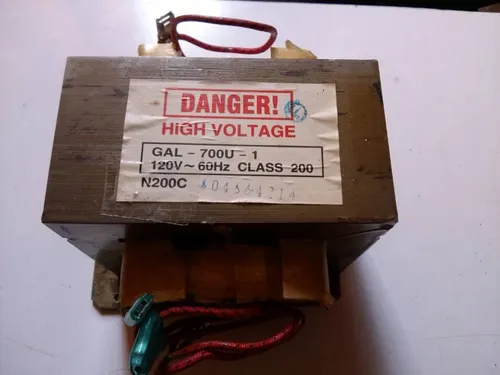 DANGER!
HIGH VOLTAGE
GAL - 700U - 1
120V ~ 60Hz CLASS 200
N200C